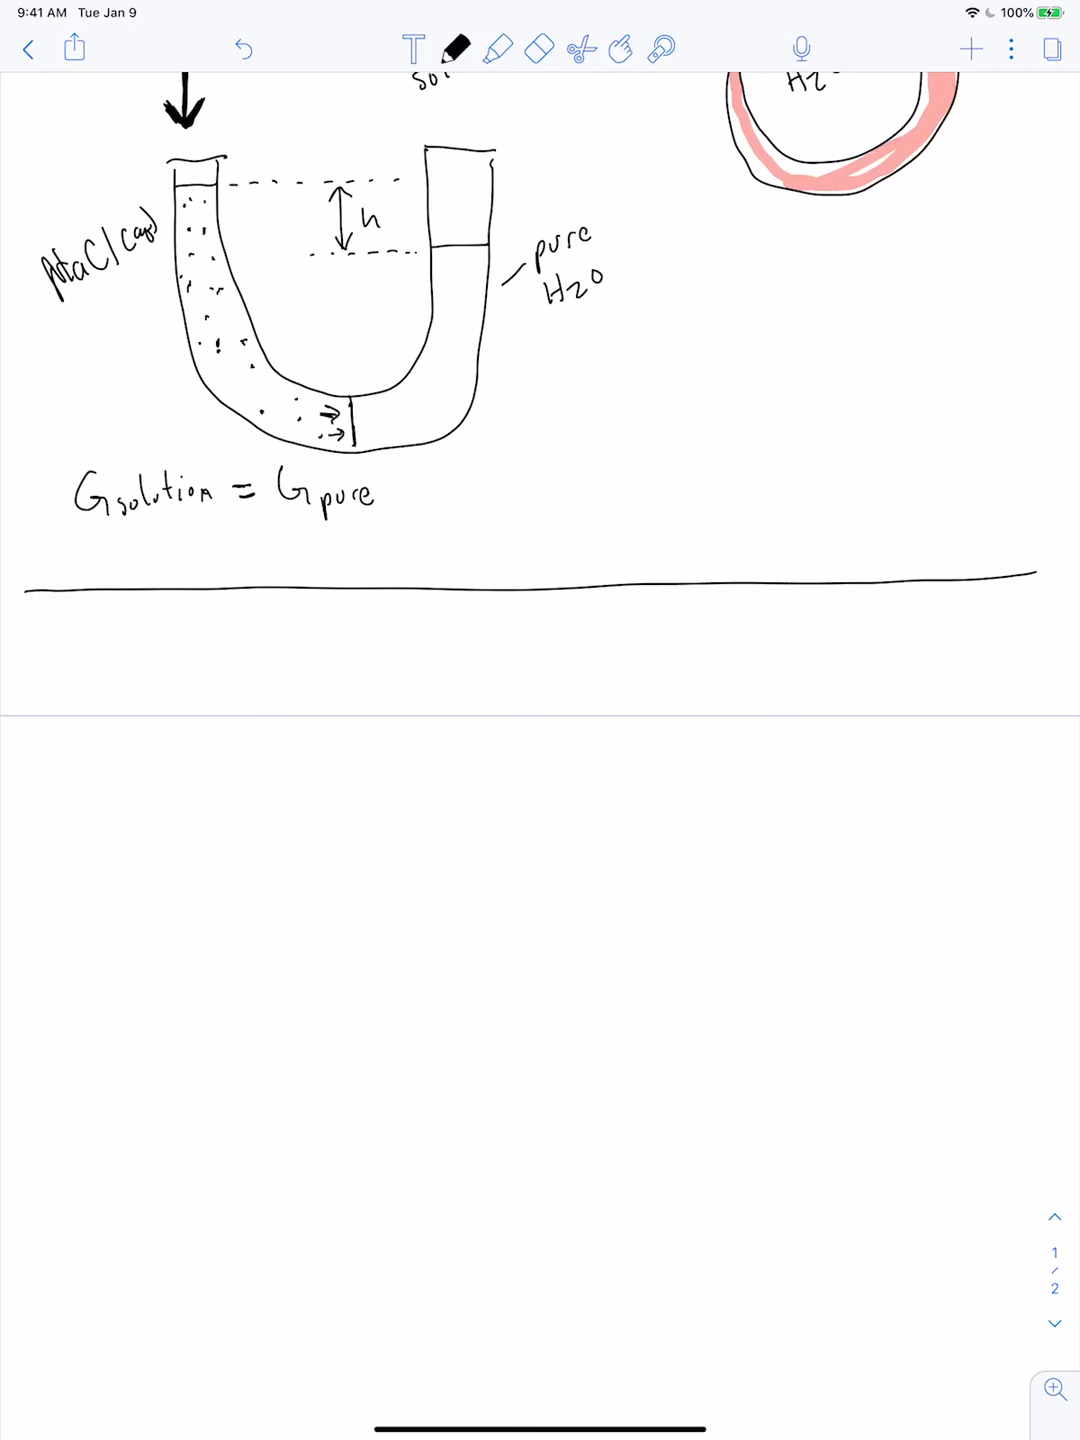 9:41 AM Tue Jan 9
100%
T
NaCl(aq)
h
pure
H2O
Gsolution = Gpure
1
/
2